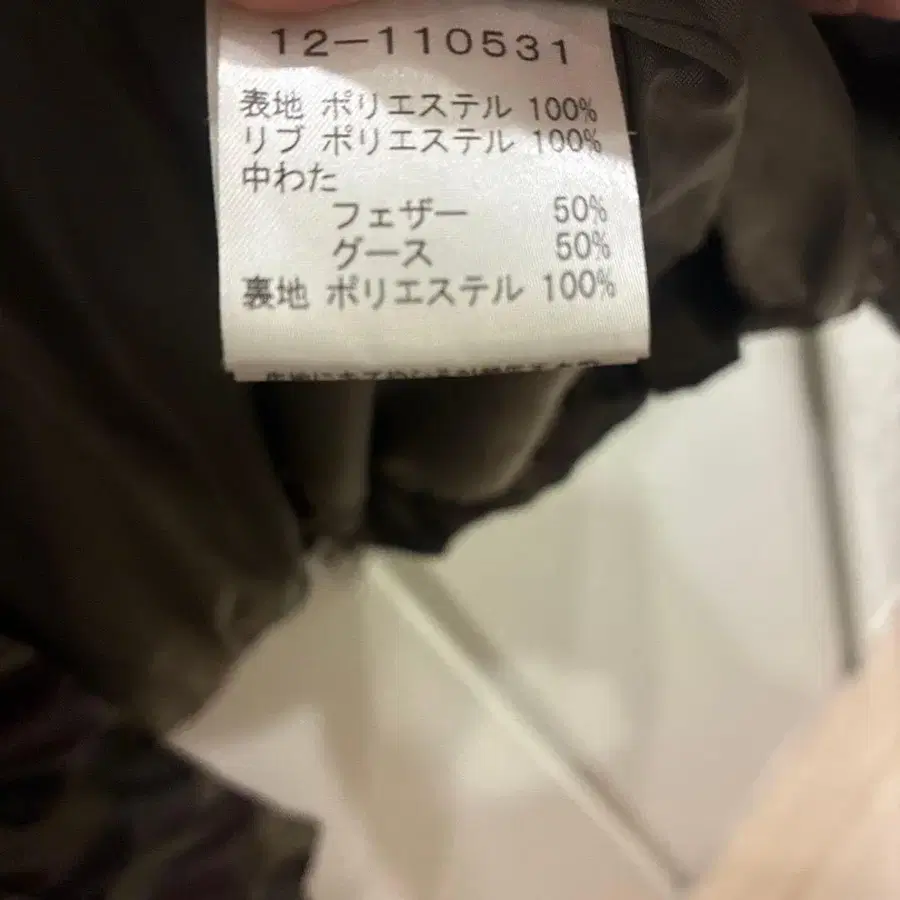 12-110531
表地 ポリエステル 100%
リブ ポリエステル 100%
中わた
フェザー 50%
グース 50%
裏地 ポリエステル 100%